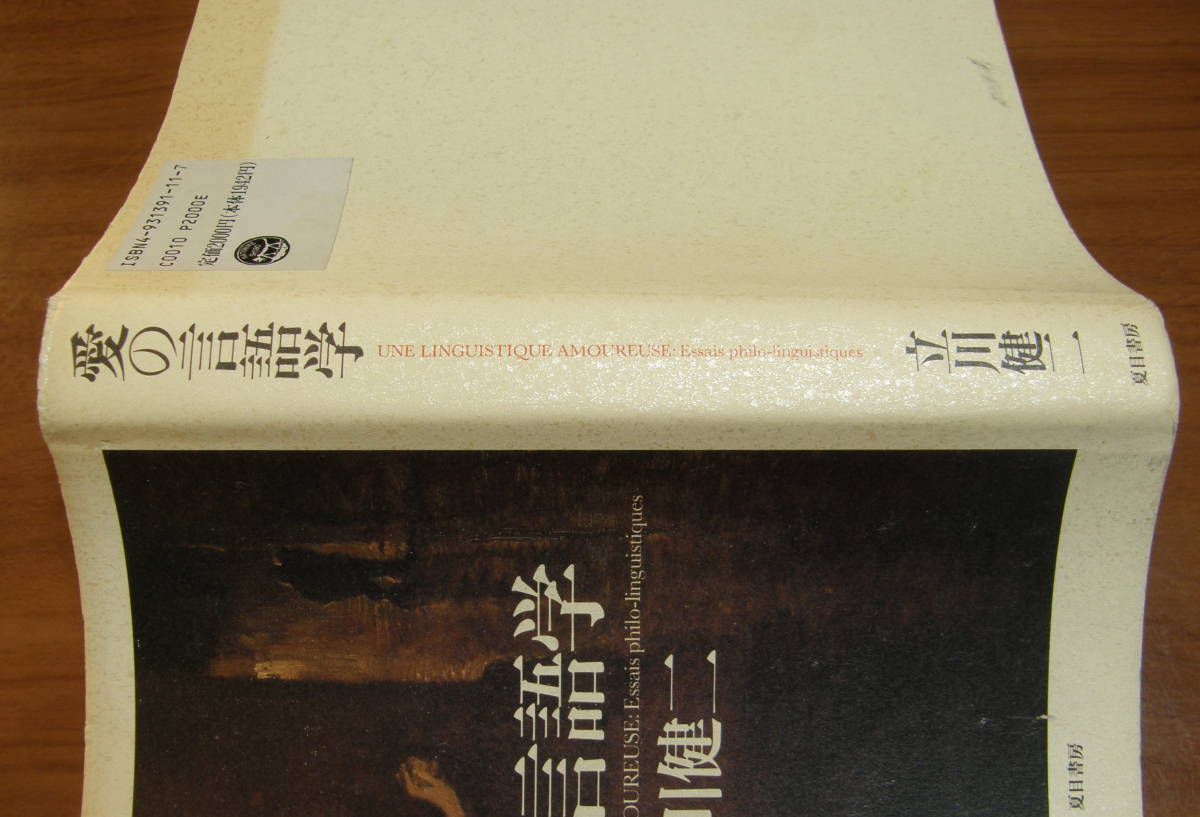 ISBN4-931391-11-7
C0010 P2000E
定価2000円(本体1942円)
愛の言語学
UNE LINGUISTIQUE AMOUREUSE: Essais philo-linguistiques
立川健二
夏目書房
言語学
OUREUSE: Essais philo-linguistiques
川健二
夏目書房